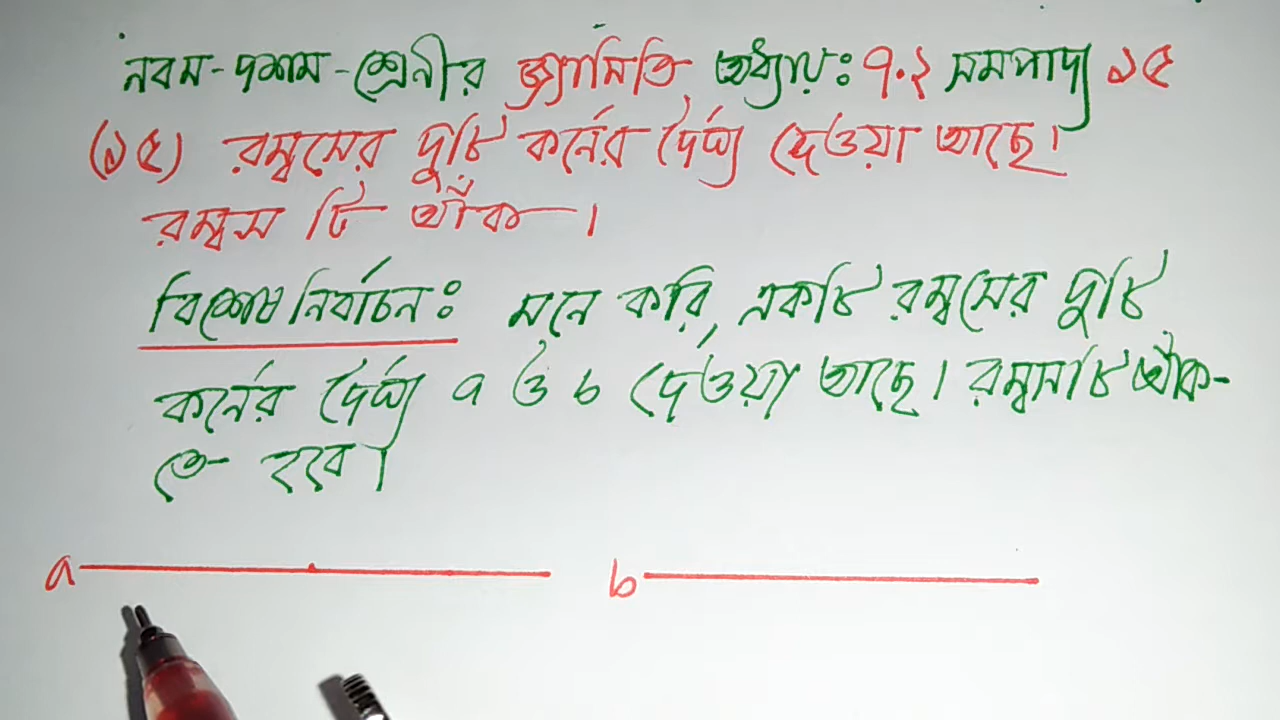 নবম-দশম-শ্রেনীর জ্যামিতি অধ্যায়ঃ ৭.২ সমপাদ্য ১৫
(১৫) রম্বসের দুটি কর্নের দৈর্ঘ্য দেওয়া আছে।
রম্বস টি আঁক।
বিশেষ নির্বাচনঃ মনে করি, একটি রম্বসের দুটি
কর্নের দৈর্ঘ্য a ও b দেওয়া আছে। রম্বসটি আঁক-
তে হবে।
a b